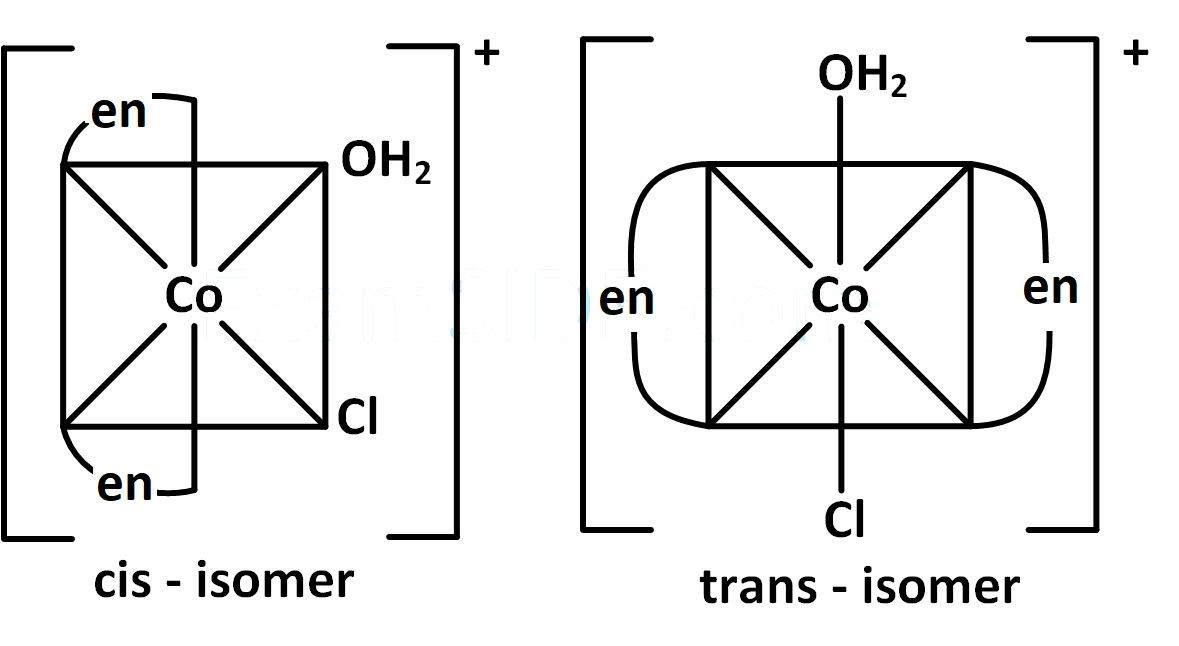 +
en
OH₂
Co
Cl
en
cis - isomer
+
OH₂
en
Co
en
Cl
trans - isomer